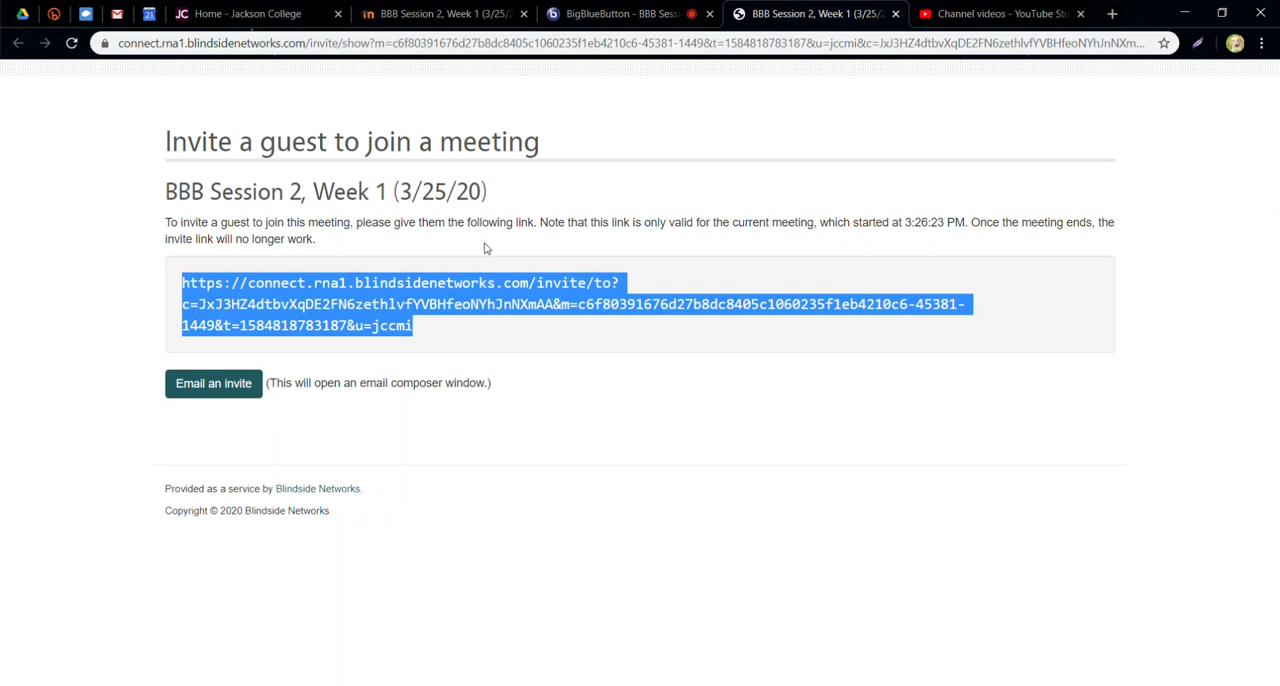 Home - Jackson College
BBB Session 2, Week 1 (3/25/2
BigBlueButton - BBB Sessi
BBB Session 2, Week 1 (3/25/2
Channel videos - YouTube Stu
connect.rna1.blindsidenetworks.com/invite/show?m=c6f80391676d27b8dc8405c1060235f1eb4210c6-45381-1449&t=1584818783187&u=jccmi&c=JxJ3HZ4dtbvXqDE2FN6zethlvfYVBHfeoNYhJnNXm...
Invite a guest to join a meeting
BBB Session 2, Week 1 (3/25/20)
To invite a guest to join this meeting, please give them the following link. Note that this link is only valid for the current meeting, which started at 3:26:23 PM. Once the meeting ends, the
invite link will no longer work.
https://connect.rna1.blindsidenetworks.com/invite/to?
c=JxJ3HZ4dtbvXqDE2FN6zethlvfYVBHfeoNYhJnNXmAA&m=c6f80391676d27b8dc8405c1060235f1eb4210c6-45381-
1449&t=1584818783187&u=jccmi
Email an invite (This will open an email composer window.)
Provided as a service by Blindside Networks.
Copyright © 2020 Blindside Networks